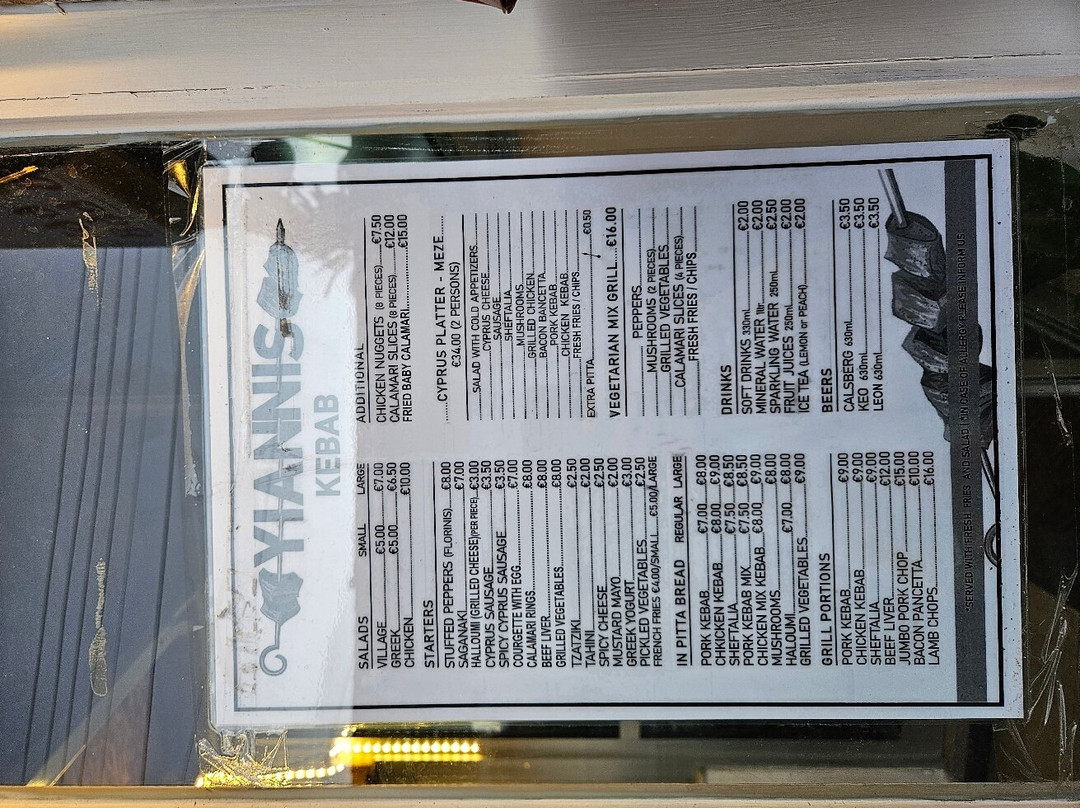 YIANNIS
KEBAB
SALADS SMALL LARGE
VILLAGE €5.00 €7.00
GREEK €5.00 €6.50
CHICKEN €10.00
STARTERS
STUFFED PEPPERS (FLORINIS) €8.00
SAGANAKI €7.00
HALLOUMI (GRILLED CHEESE)(PER PIECE) €3.00
CYPRUS SAUSAGE €3.50
SPICY CYPRUS SAUSAGE €3.50
COURGETTE WITH EGG €7.00
CALAMARI RINGS €8.00
BEEF LIVER €8.00
GRILLED VEGETABLES €8.00
TZATZIKI €2.50
TAHINI €2.00
SPICY CHEESE €2.50
MUSTARD MAYO €2.00
GREEK YOGURT €3.00
PICKLED VEGETABLES €2.50
FRENCH FRIES €4.00/SMALL €5.00/LARGE
IN PITTA BREAD REGULAR LARGE
PORK KEBAB €7.00 €8.00
CHKICKEN KEBAB €8.00 €9.00
SHEFTALIA €7.50 €8.50
PORK KEBAB MIX €7.50 €8.50
CHICKEN MIX KEBAB €8.00 €9.00
MUSHROOMS €8.00
HALOUMI €7.00 €8.00
GRILLED VEGETABLES €9.00
GRILL PORTIONS
PORK KEBAB €9.00
CHICKEN KEBAB €9.00
SHEFTALIA €9.00
BEEF LIVER €12.00
JUMBO PORK CHOP €15.00
BACON PANCETTA €10.00
LAMB CHOPS €16.00
ADDITIONAL
CHICKEN NUGGETS (8 PIECES) €7.50
CALAMARI SLICES (8 PIECES) €12.00
FRIED BABY CALAMARI €15.00
CYPRUS PLATTER - MEZE
€34.00 (2 PERSONS)
SALAD WITH COLD APPETIZERS
CYPRUS CHEESE
SAUSAGE
SHEFTALIA
MUSHROOMS
GRILLED CHICKEN
BACON BANCETTA
PORK KEBAB
CHICKEN KEBAB
FRESH FRIES / CHIPS
EXTRA PITTA €0.50
VEGETARIAN MIX GRILL €16.00
PEPPERS
MUSHROOMS (2 PIECES)
GRILLED VEGETABLES
CALAMARI SLICES (4 PIECES)
FRESH FRIES / CHIPS
DRINKS
SOFT DRINKS 330mL €2.00
MINERAL WATER 1ltr €2.00
SPARKLING WATER 250mL €2.50
FRUIT JUICES 250mL €2.00
ICE TEA (LEMON or PEACH) €2.00
BEERS
CALSBERG 630mL €3.50
KEO 630mL €3.50
LEON 630mL €3.50
*SERVED WITH FRESH FRIES AND SALAD | *IN CASE OF ALLERGY PLEASE INFORM US